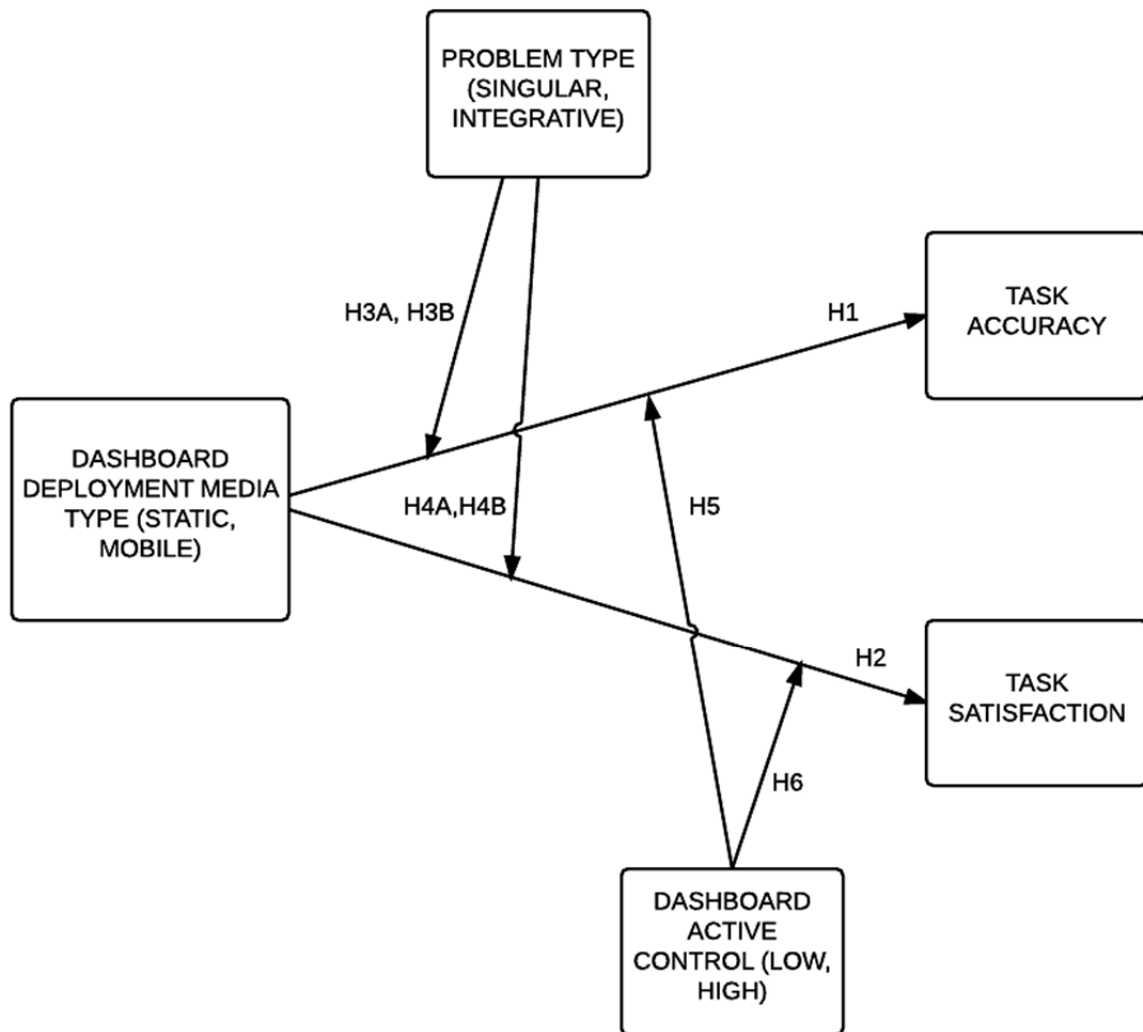 PROBLEM TYPE
(SINGULAR,
INTEGRATIVE)
H3A, H3B
H1
TASK
ACCURACY
DASHBOARD
DEPLOYMENT MEDIA
TYPE (STATIC,
MOBILE)
H4A,H4B
H5
H2
TASK
SATISFACTION
H6
DASHBOARD
ACTIVE
CONTROL (LOW,
HIGH)